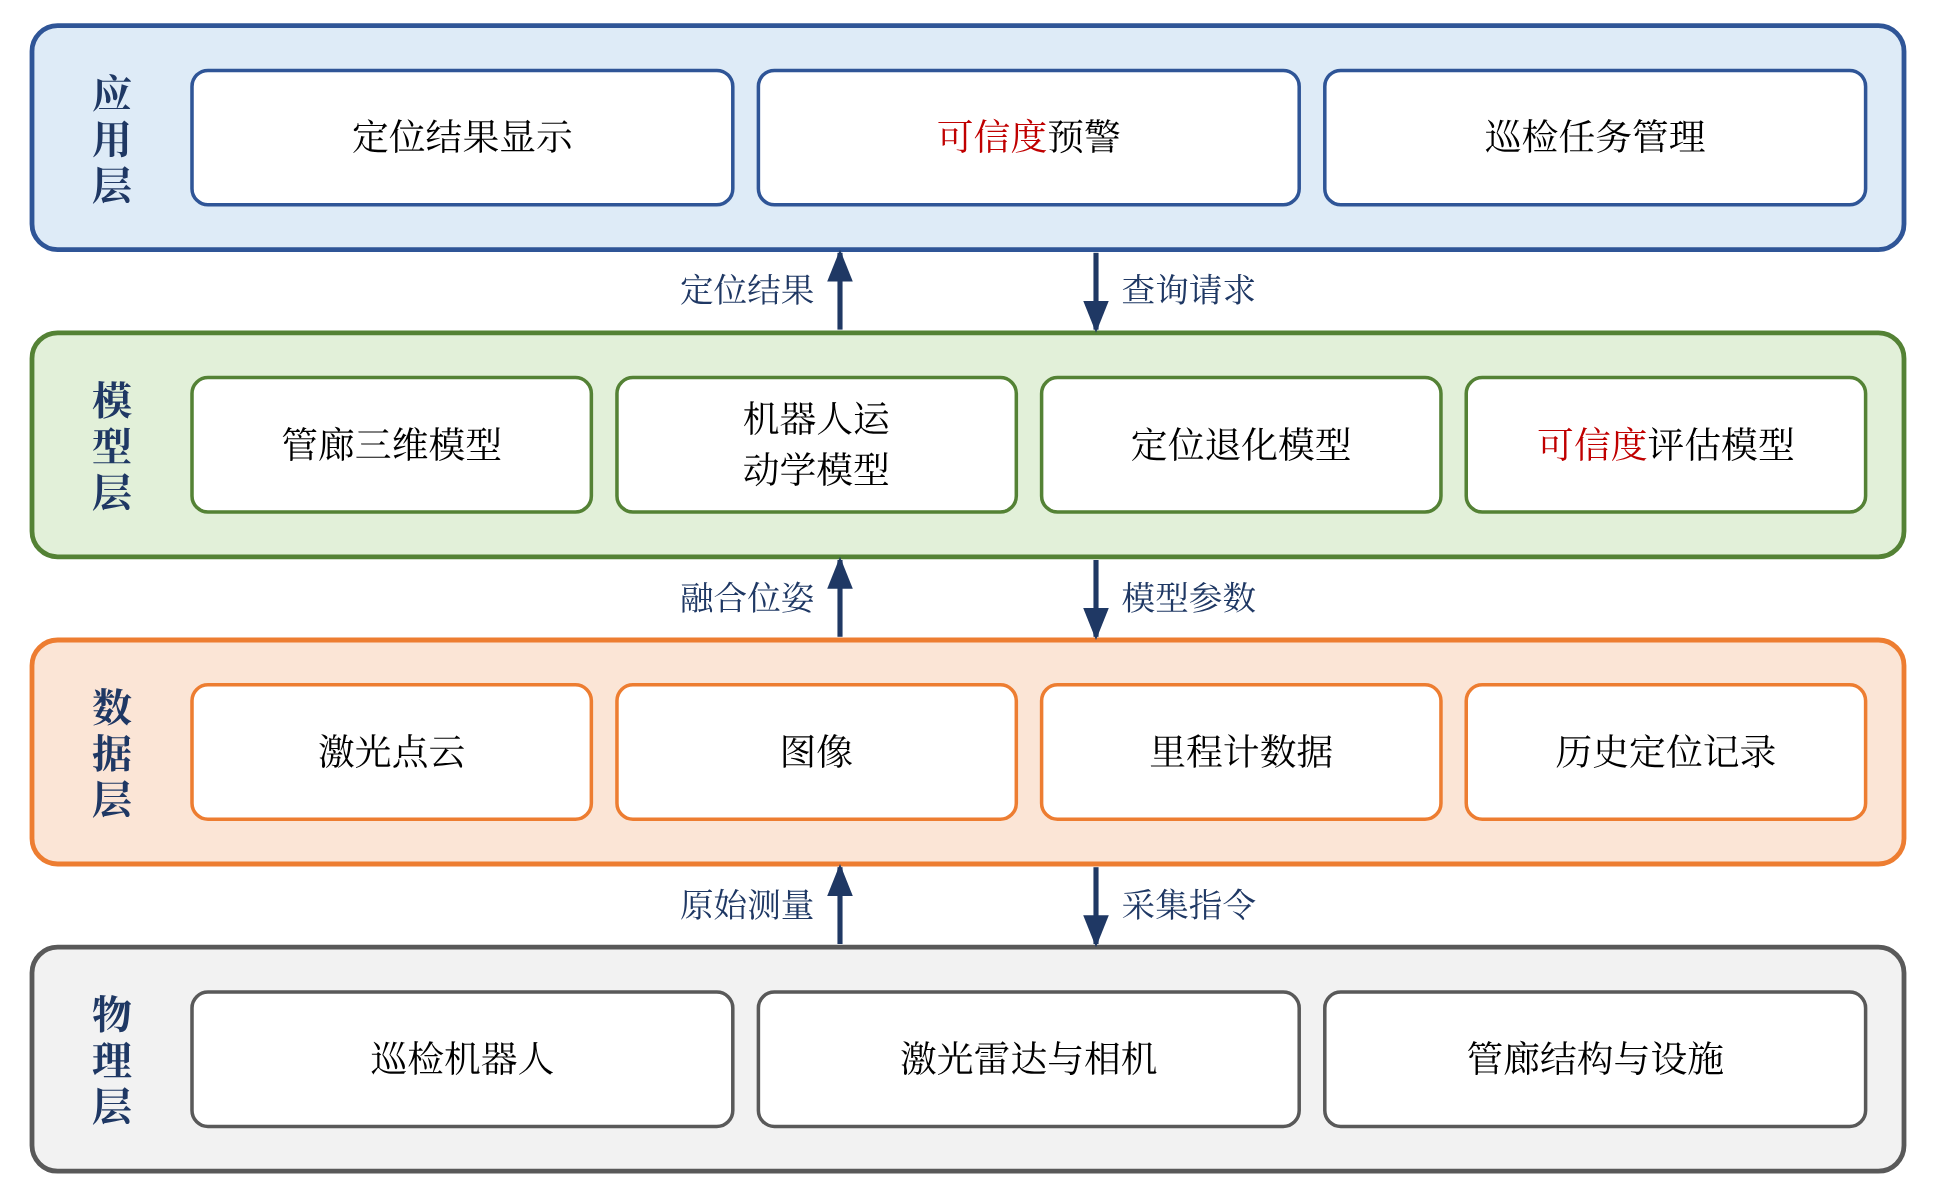 应用层
定位结果显示
可信度预警
巡检任务管理
定位结果
查询请求
模型层
管廊三维模型
机器人运
动学模型
定位退化模型
可信度评估模型
融合位姿
模型参数
数据层
激光点云
图像
里程计数据
历史定位记录
原始测量
采集指令
物理层
巡检机器人
激光雷达与相机
管廊结构与设施